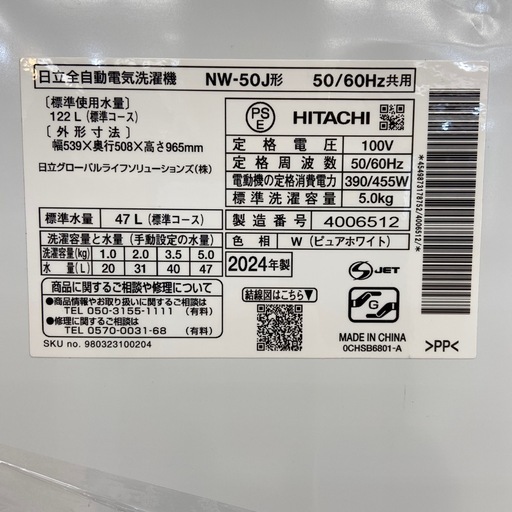 日立全自動電気洗濯機 NW-50J形 50/60Hz共用
[標準使用水量]
122L(標準コース)
[外形寸法]
幅539×奥行508×高さ965mm
日立グローバルライフソリューションズ(株)
標準水量 47L(標準コース)
洗濯容量と水量(手動設定の水量)
容量(kg) 1.0 2.0 3.5 5.0
水量(L) 20 31 40 47
商品に関するご相談や修理について
●商品やお取り扱いに関するご相談は
TEL 050-3155-1111(有料)
●修理に関するご相談は
TEL 0570-0031-68(有料)
SKU no. 980323100204
PSE HITACHI
定格電圧 100V
定格周波数 50/60Hz
電動機の定格消費電力 390/455W
標準洗濯容量 5.0kg
製造番号 4006512
色相 W(ピュアホワイト)
2024年製
結線図はこちら▼
JET
G
MADE IN CHINA
0CHSB6801-A
>PP<